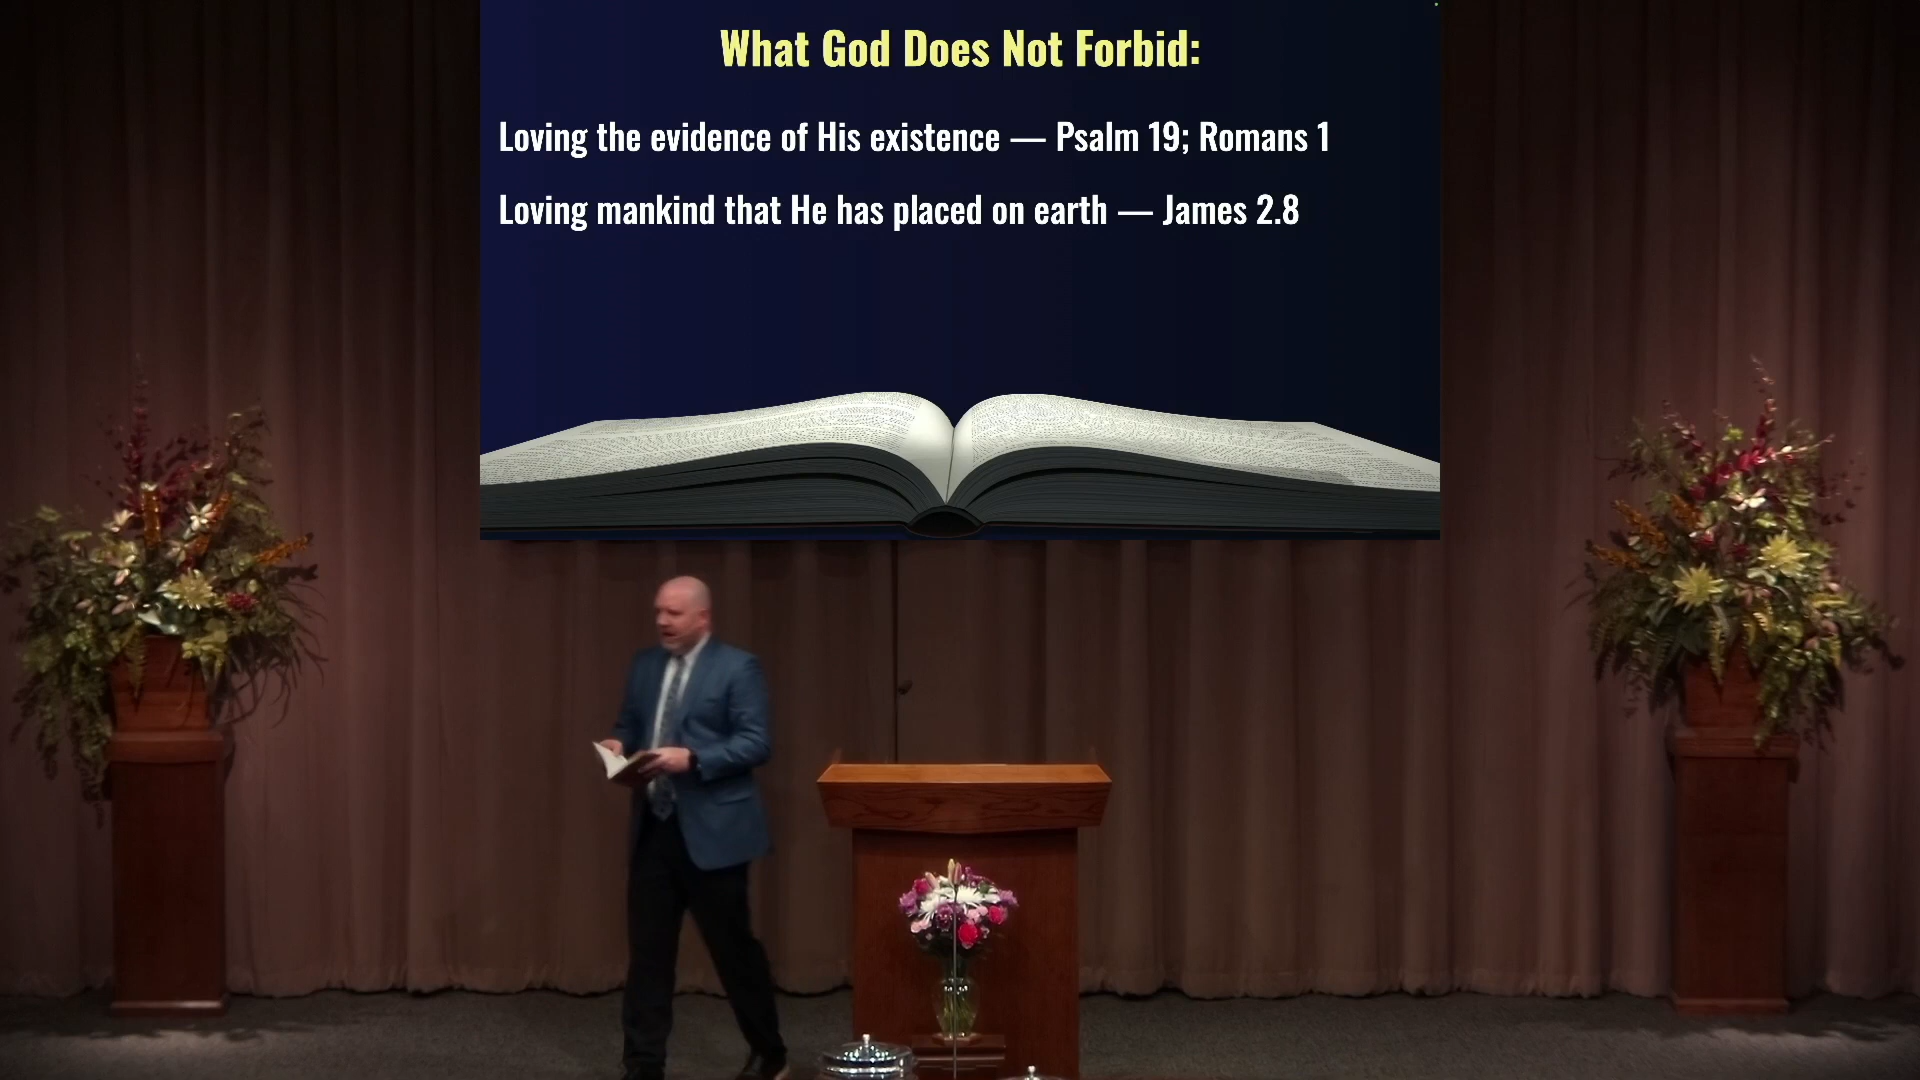 What God Does Not Forbid:
Loving the evidence of His existence — Psalm 19; Romans 1
Loving mankind that He has placed on earth — James 2.8